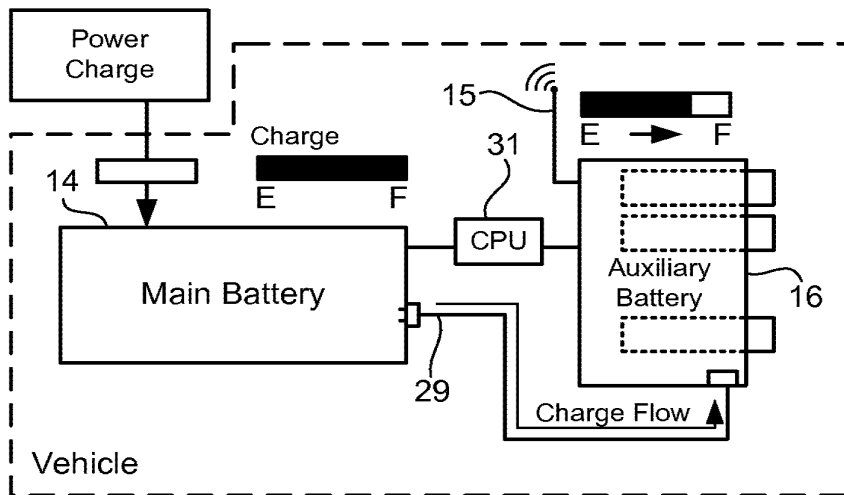 Power
Charge
15
E F
Charge
31
14
E F
CPU
Main Battery
Auxiliary
Battery
16
29
Charge Flow
Vehicle